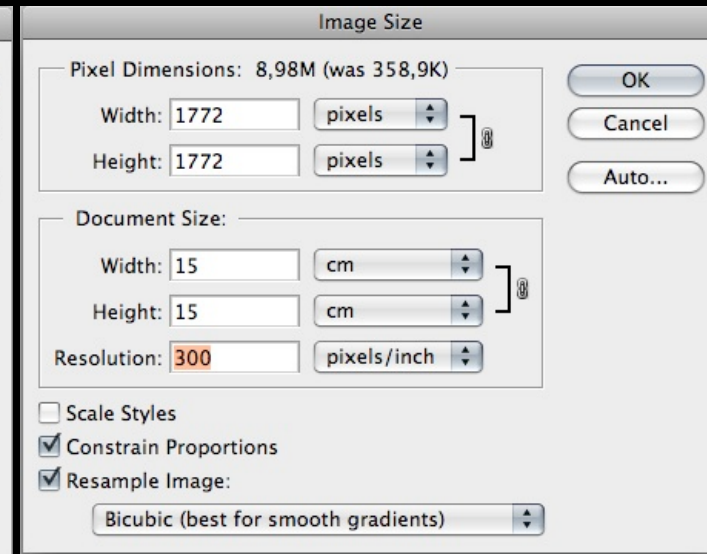 Image Size
Pixel Dimensions: 8,98M (was 358,9K)
OK
Width: 1772 pixels
Cancel
Height: 1772 pixels
Auto...
Document Size:
Width: 15 cm
Height: 15 cm
Resolution: 300 pixels/inch
Scale Styles
Constrain Proportions
Resample Image:
Bicubic (best for smooth gradients)